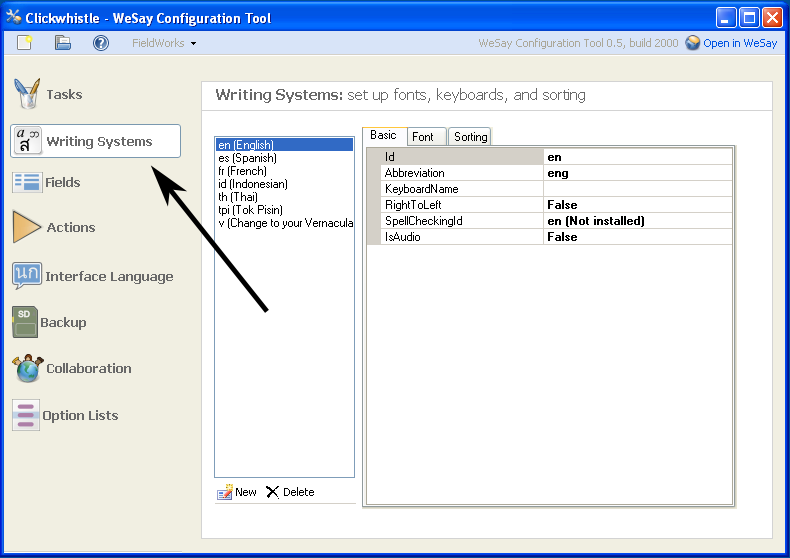 Clickwhistle - WeSay Configuration Tool
FieldWorks
WeSay Configuration Tool 0.5, build 2000
Open in WeSay
Tasks
Writing Systems
Fields
Actions
Interface Language
SD
Backup
Collaboration
Option Lists
Writing Systems: set up fonts, keyboards, and sorting
en (English)
es (Spanish)
fr (French)
id (Indonesian)
th (Thai)
tpi (Tok Pisin)
v (Change to your Vernacula
New
Delete
Basic
Font
Sorting
Id en
Abbreviation eng
KeyboardName
RightToLeft False
SpellCheckingId en (Not installed)
IsAudio False